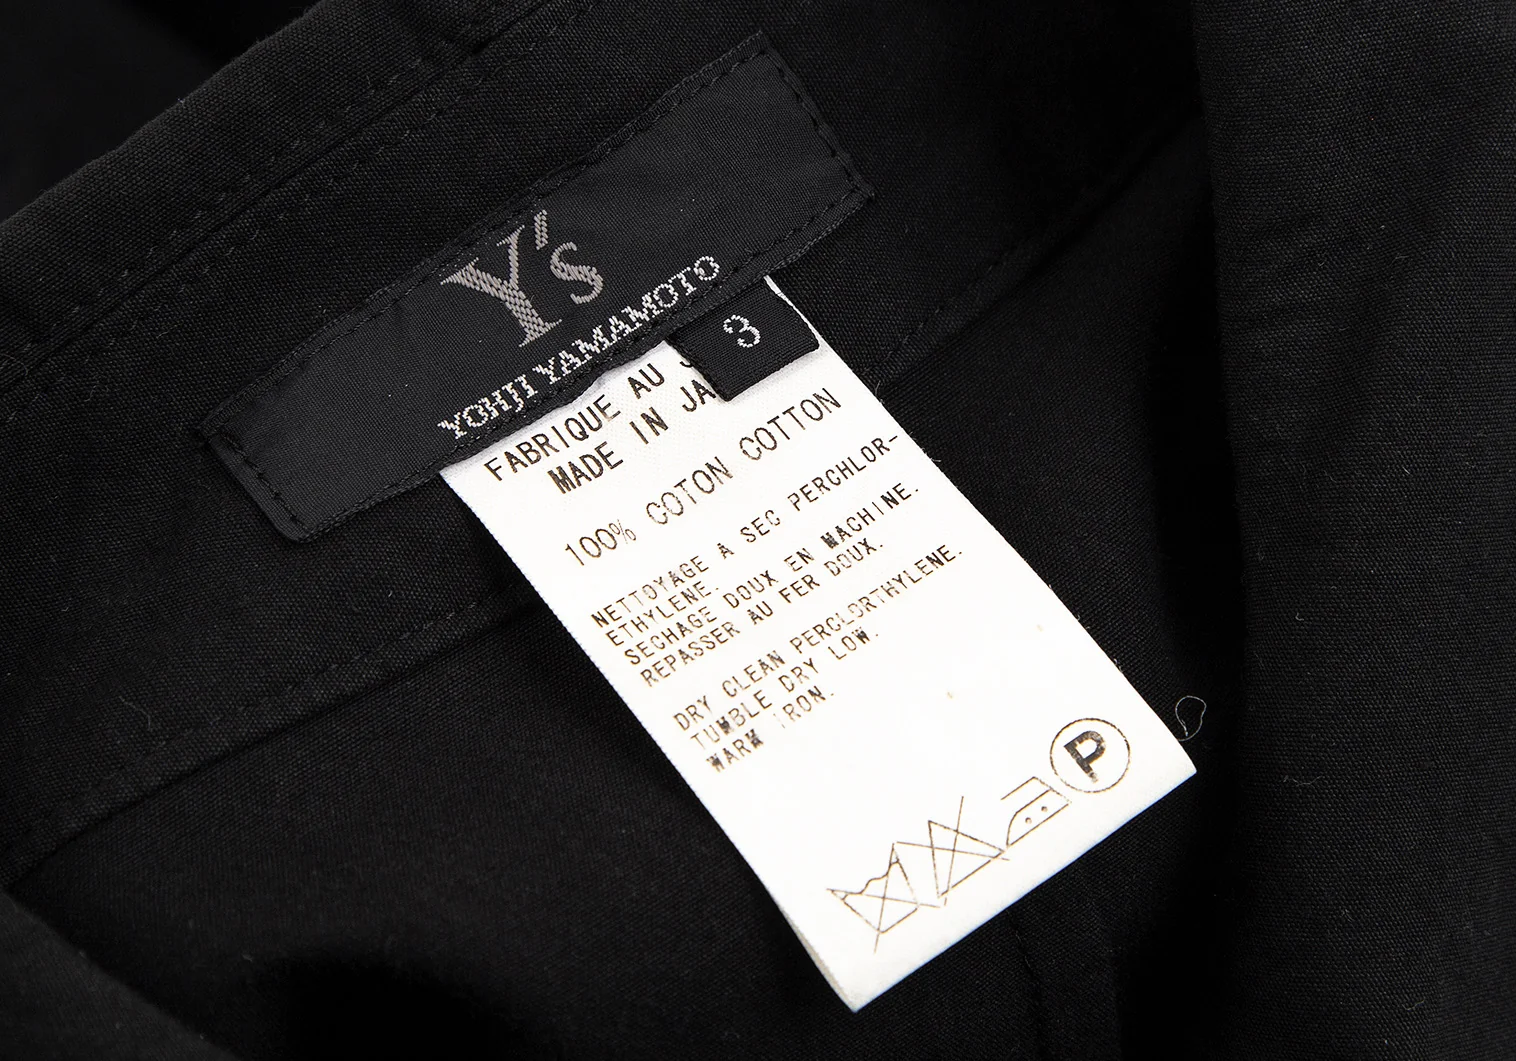 Y's
YOHJI YAMAMOTO
3
FABRIQUE AU
MADE IN
100% COTON COTTON
NETTOYAGE À SEC PERCHLOR-
ETHYLENE.
SECHAGE DOUX EN MACHINE.
REPASSER AU FER DOUX.
DRY CLEAN PERCLORTHYLENE.
TUMBLE DRY LOW.
WARM IRON.
P